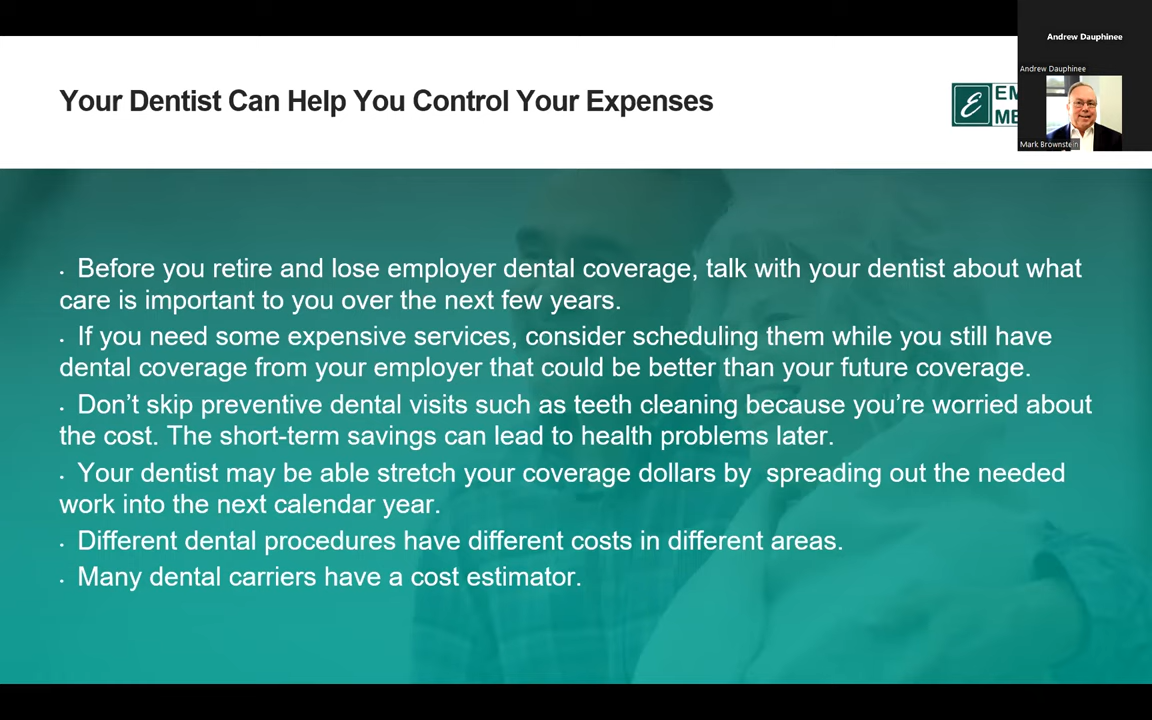 Your Dentist Can Help You Control Your Expenses
EM
ME
Andrew Dauphinee
Andrew Dauphinee
Mark Brownstein
· Before you retire and lose employer dental coverage, talk with your dentist about what
care is important to you over the next few years.
· If you need some expensive services, consider scheduling them while you still have
dental coverage from your employer that could be better than your future coverage.
· Don’t skip preventive dental visits such as teeth cleaning because you’re worried about
the cost. The short-term savings can lead to health problems later.
· Your dentist may be able stretch your coverage dollars by  spreading out the needed
work into the next calendar year.
· Different dental procedures have different costs in different areas.
· Many dental carriers have a cost estimator.